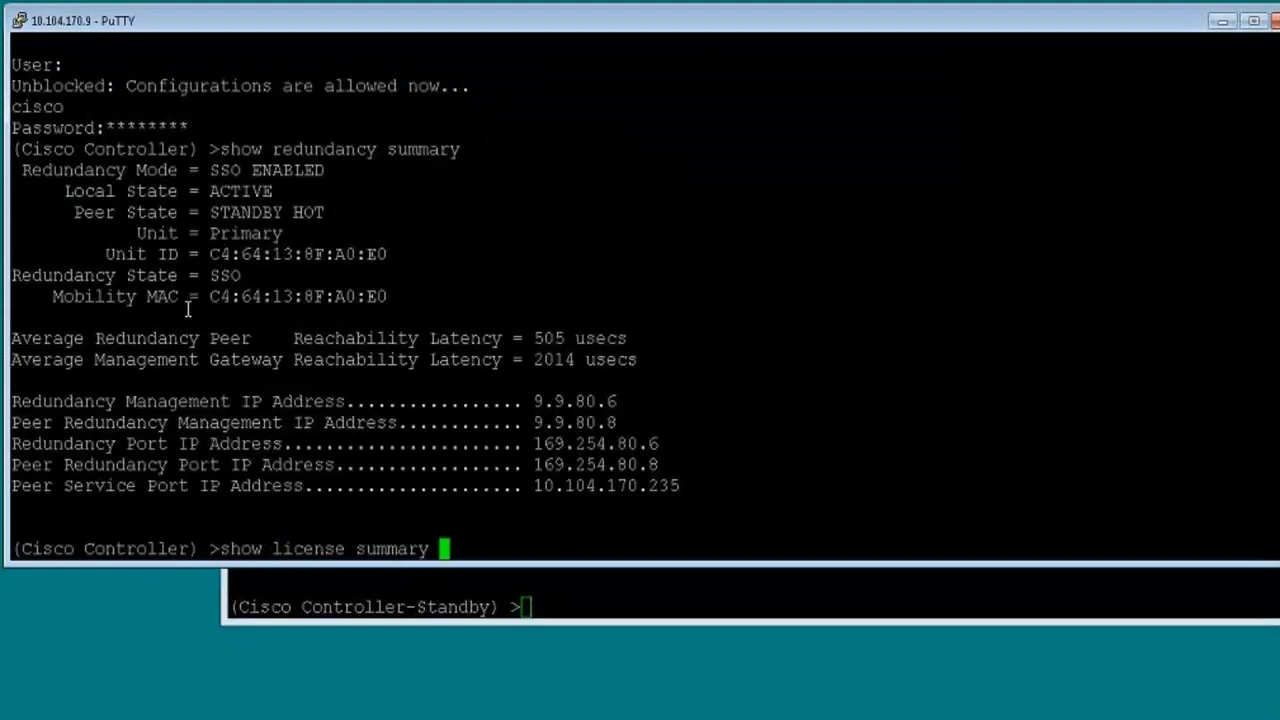 10.104.170.9 - PuTTY
User:
Unblocked: Configurations are allowed now...
cisco
Password:********
(Cisco Controller) >show redundancy summary
Redundancy Mode = SSO ENABLED
Local State = ACTIVE
Peer State = STANDBY HOT
Unit = Primary
Unit ID = C4:64:13:8F:A0:E0
Redundancy State = SSO
Mobility MAC = C4:64:13:8F:A0:E0
Average Redundancy Peer    Reachability Latency = 505 usecs
Average Management Gateway Reachability Latency = 2014 usecs
Redundancy Management IP Address................. 9.9.80.6
Peer Redundancy Management IP Address............ 9.9.80.8
Redundancy Port IP Address....................... 169.254.80.6
Peer Redundancy Port IP Address.................. 169.254.80.8
Peer Service Port IP Address..................... 10.104.170.235
(Cisco Controller) >show license summary
(Cisco Controller-Standby) >